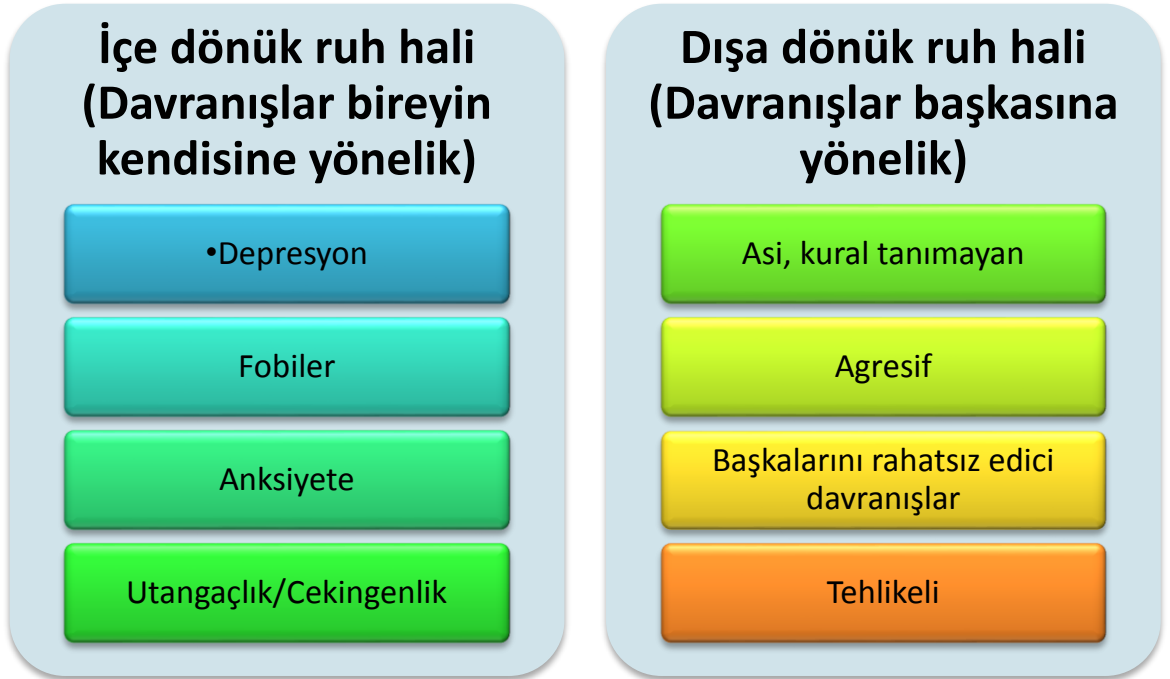 İçe dönük ruh hali
(Davranışlar bireyin
kendisine yönelik)
•Depresyon
Fobiler
Anksiyete
Utangaçlık/Cekingenlik
Dışa dönük ruh hali
(Davranışlar başkasına
yönelik)
Asi, kural tanımayan
Agresif
Başkalarını rahatsız edici
davranışlar
Tehlikeli